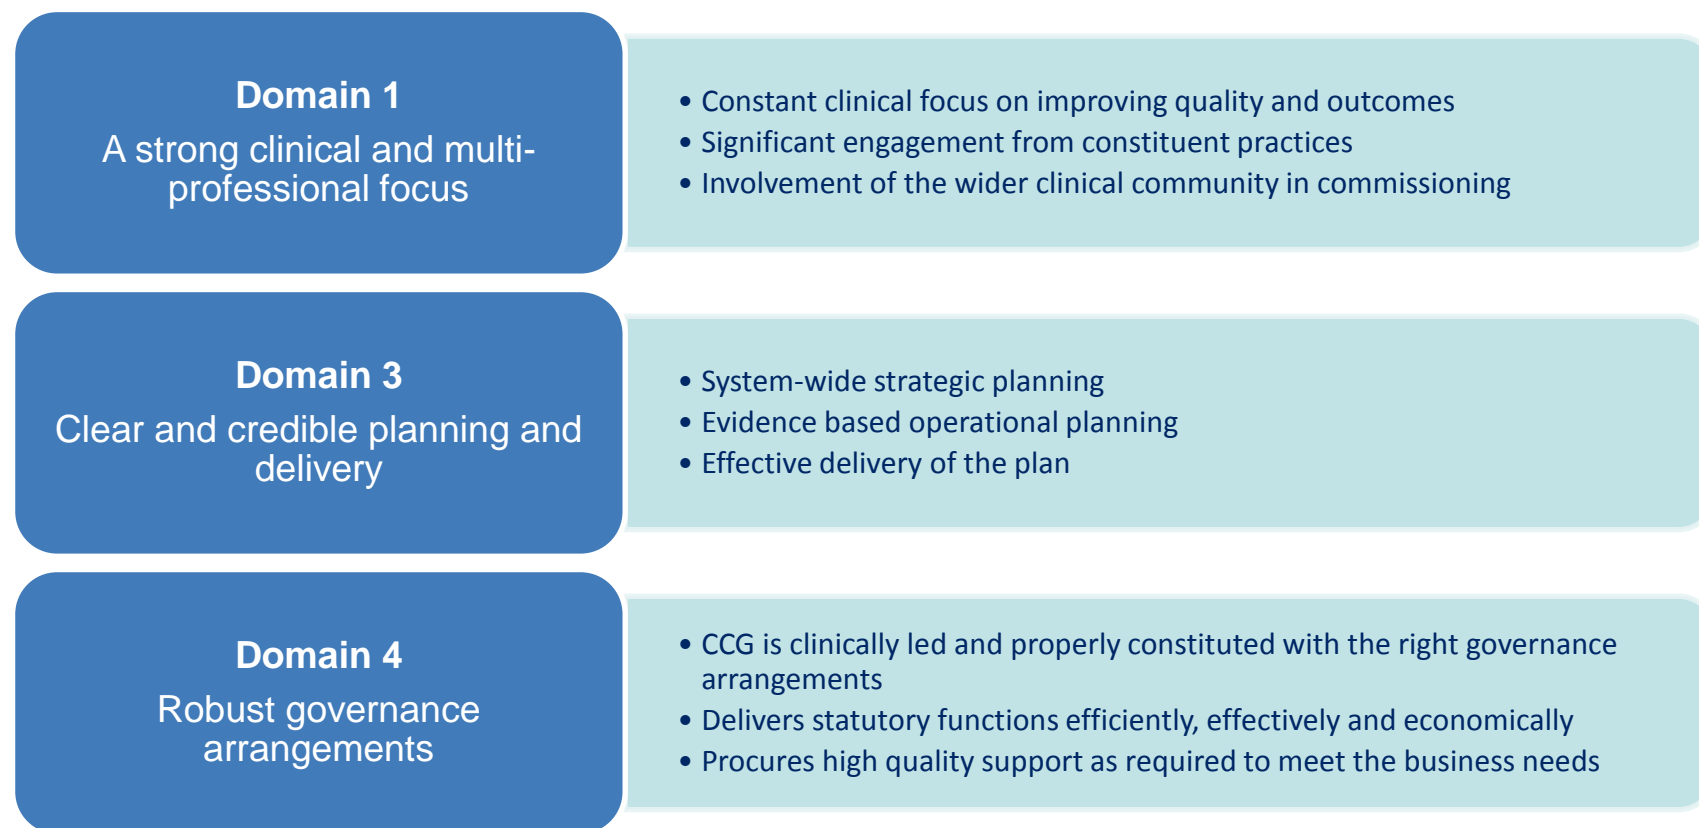 Domain 1
A strong clinical and multi-
professional focus
• Constant clinical focus on improving quality and outcomes
• Significant engagement from constituent practices
• Involvement of the wider clinical community in commissioning
Domain 3
Clear and credible planning and
delivery
• System-wide strategic planning
• Evidence based operational planning
• Effective delivery of the plan
Domain 4
Robust governance
arrangements
• CCG is clinically led and properly constituted with the right governance
arrangements
• Delivers statutory functions efficiently, effectively and economically
• Procures high quality support as required to meet the business needs